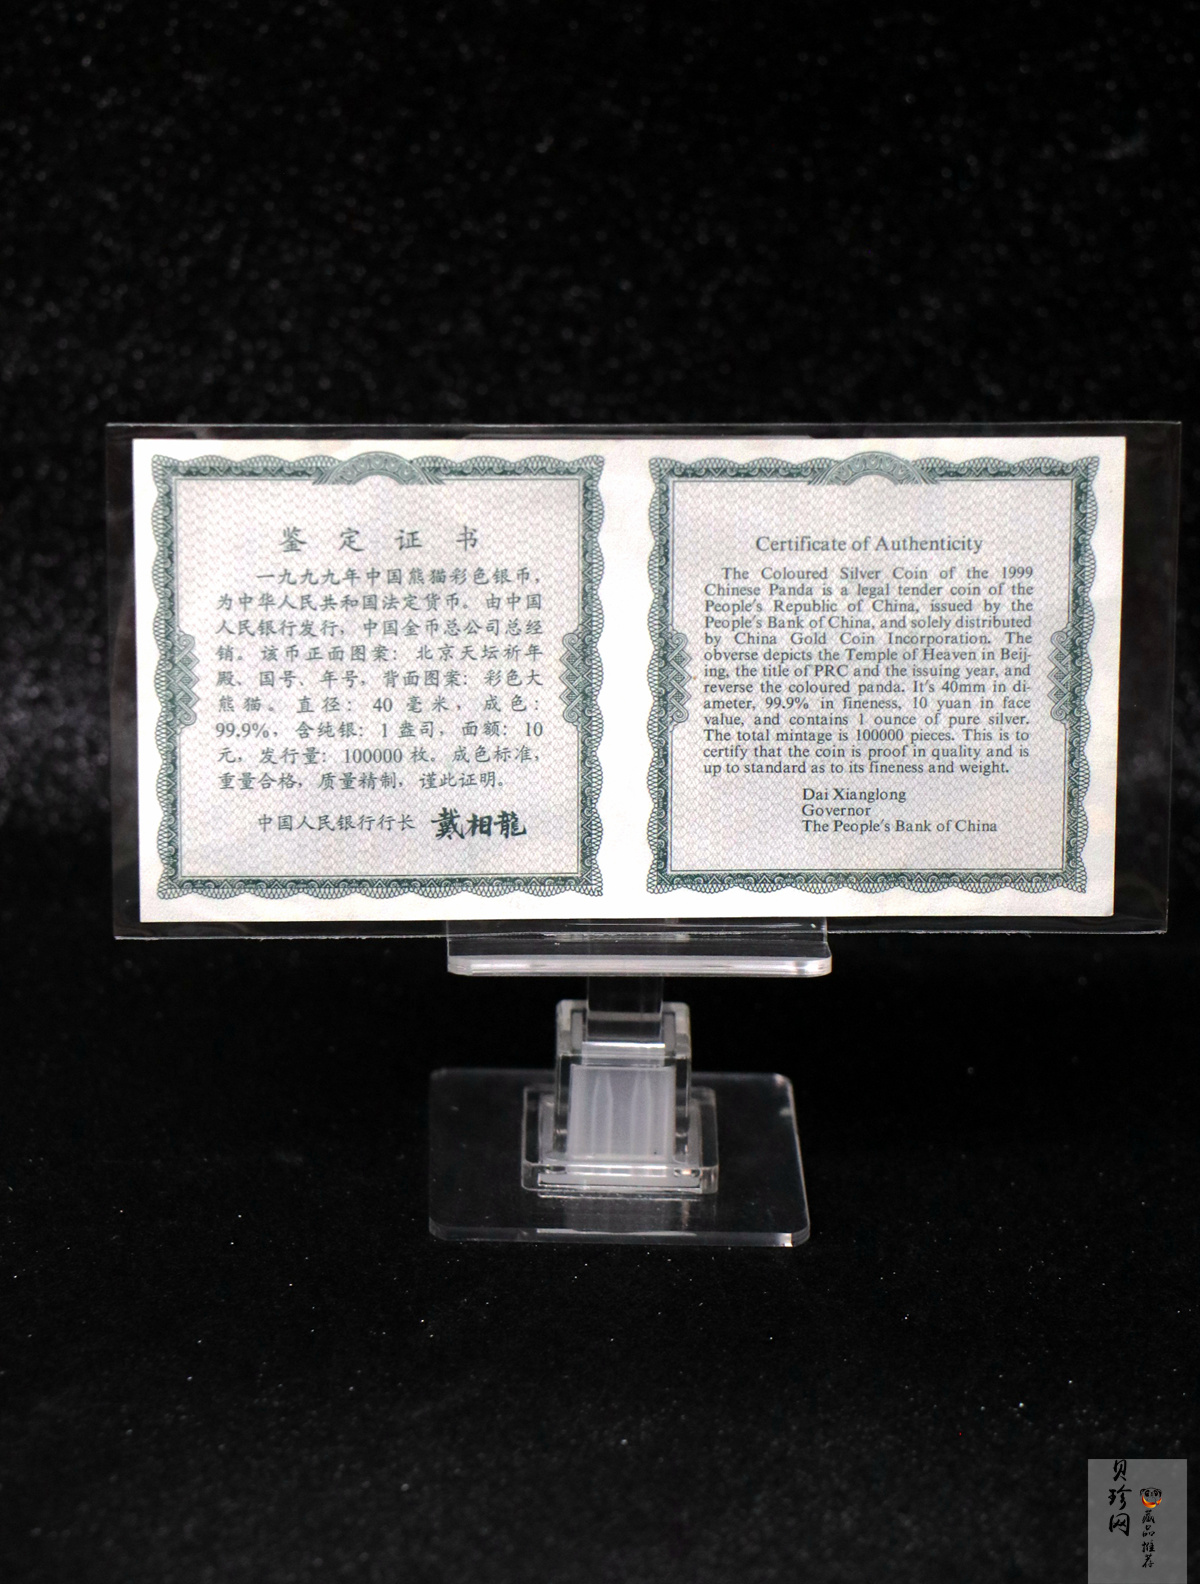 鉴定证书
一九九九年中国熊猫彩色银币，
为中华人民共和国法定货币。由中国
人民银行发行，中国金币总公司总经
销。该币正面图案：北京天坛祈年
殿，国号、年号，背面图案：彩色大
熊猫。直径：40毫米，成色：
99.9%，含纯银：1盎司，面额：10
元，发行量：100000枚。成色标准，
重量合格，质量精制，谨此证明。
中国人民银行行长 戴相龍
Certificate of Authenticity
The Coloured Silver Coin of the 1999
Chinese Panda is a legal tender coin of the
People's Republic of China, issued by the
People's Bank of China, and solely distributed
by China Gold Coin Incorporation. The
obverse depicts the Temple of Heaven in Beij-
ing, the title of PRC and the issuing year, and
reverse the coloured panda. It's 40mm in di-
ameter, 99.9% in fineness, 10 yuan in face
value, and contains 1 ounce of pure silver.
The total mintage is 100000 pieces. This is to
certify that the coin is proof in quality and is
up to standard as to its fineness and weight.
Dai Xianglong
Governor
The People's Bank of China
贝珍网
藏品推荐